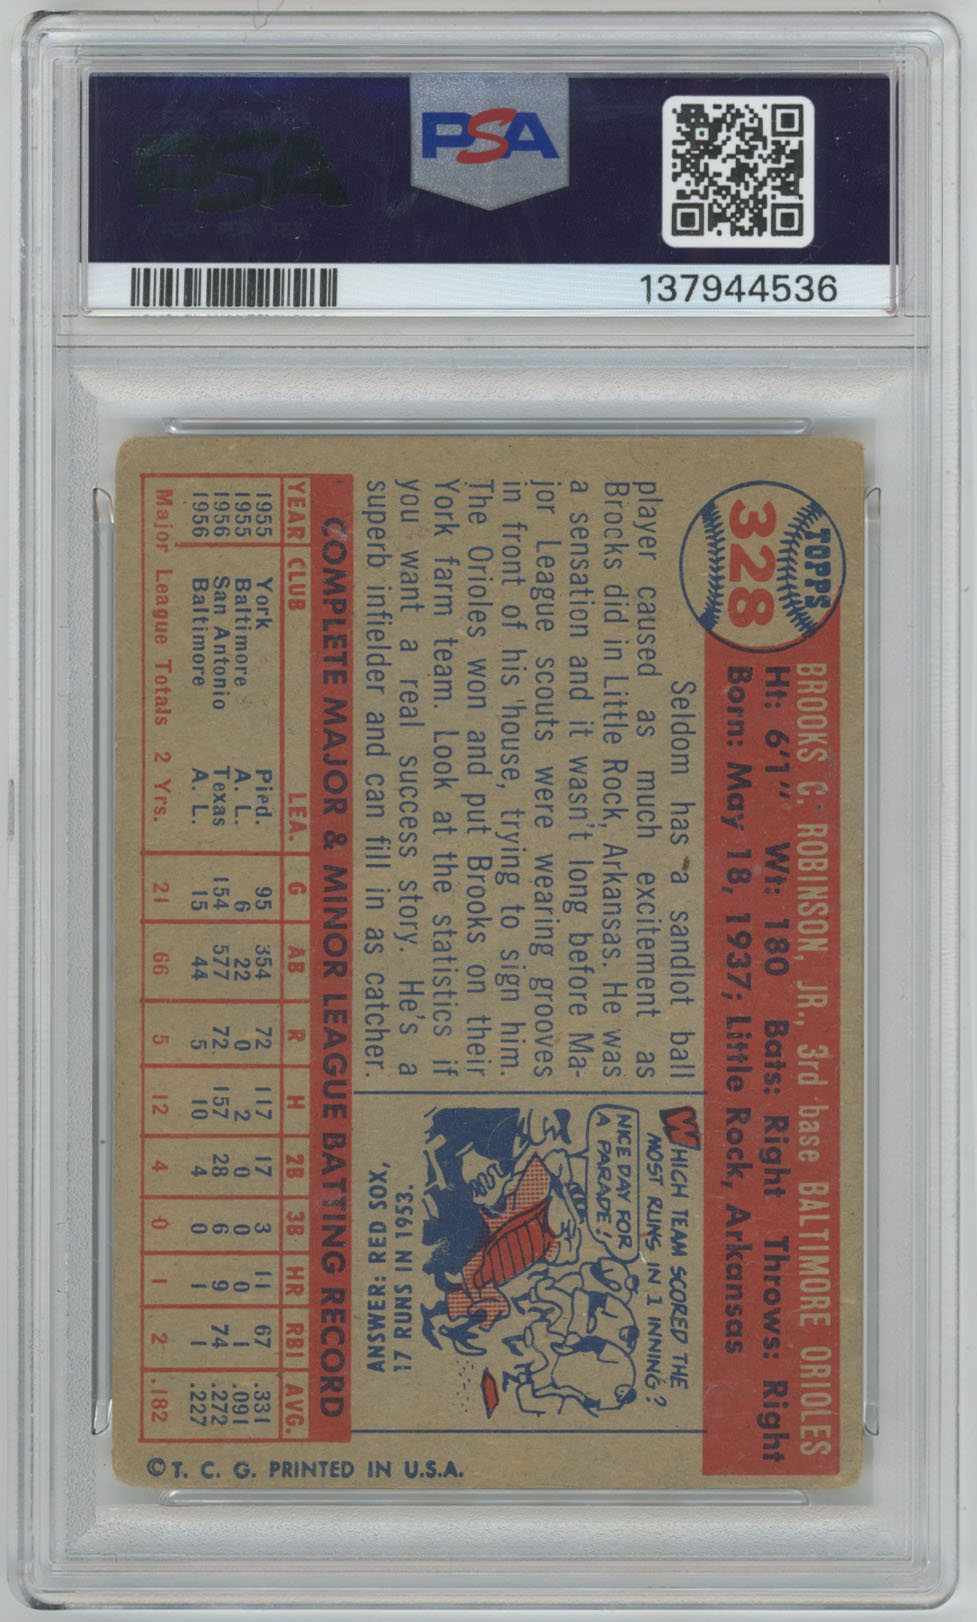 PSA
PSA
137944536
TOPPS
328
BROOKS C. ROBINSON, JR., 3rd base BALTIMORE ORIOLES
Ht: 6'1" Wt: 180 Bats: Right Throws: Right
Born: May 18, 1937; Little Rock, Arkansas
Seldom has a sandlot ball
player caused as much excitement as
Brooks did in Little Rock, Arkansas. He was
a sensation and it wasn't long before Ma-
jor League scouts were wearing grooves
in front of his house, trying to sign him.
The Orioles won and put Brooks on their
York farm team. Look at the statistics if
you want a real success story. He's a
superb infielder and can fill in as catcher.
WHICH TEAM SCORED THE
MOST RUNS IN 1 INNING?
NICE DAY FOR
A PARADE!
ANSWER: RED SOX,
17 RUNS IN 1953.
COMPLETE MAJOR & MINOR LEAGUE BATTING RECORD
YEAR CLUB LEA. G AB R H 2B 3B HR RBI AVG.
1955 York Pied. 95 354 72 117 17 3 11 67 .331
1955 Baltimore A. L. 6 22 0 2 0 0 0 1 .091
1956 San Antonio Texas 154 577 72 157 28 6 9 74 .272
1956 Baltimore A. L. 15 44 5 10 4 0 1 1 .227
Major League Totals 2 Yrs. 21 66 5 12 4 0 1 2 .182
© T. C. G. PRINTED IN U.S.A.